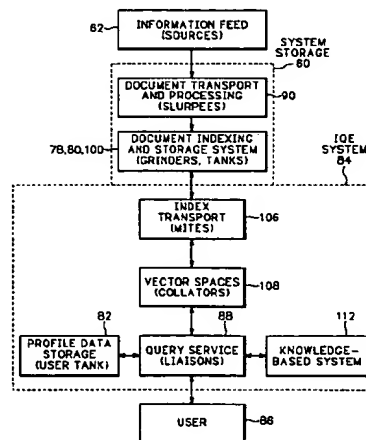 62
INFORMATION FEED
(SOURCES)
SYSTEM
STORAGE
60
DOCUMENT TRANSPORT
AND PROCESSING
(SLURPEES)
90
DOCUMENT INDEXING
AND STORAGE SYSTEM
(GRINDERS, TANKS)
78,80,100
IQE
SYSTEM
84
INDEX
TRANSPORT
(MITES)
106
VECTOR SPACES
(COLLATORS)
108
82
88
112
PROFILE DATA
STORAGE
(USER TANK)
QUERY SERVICE
(LIAISONS)
KNOWLEDGE-
BASED SYSTEM
USER
86